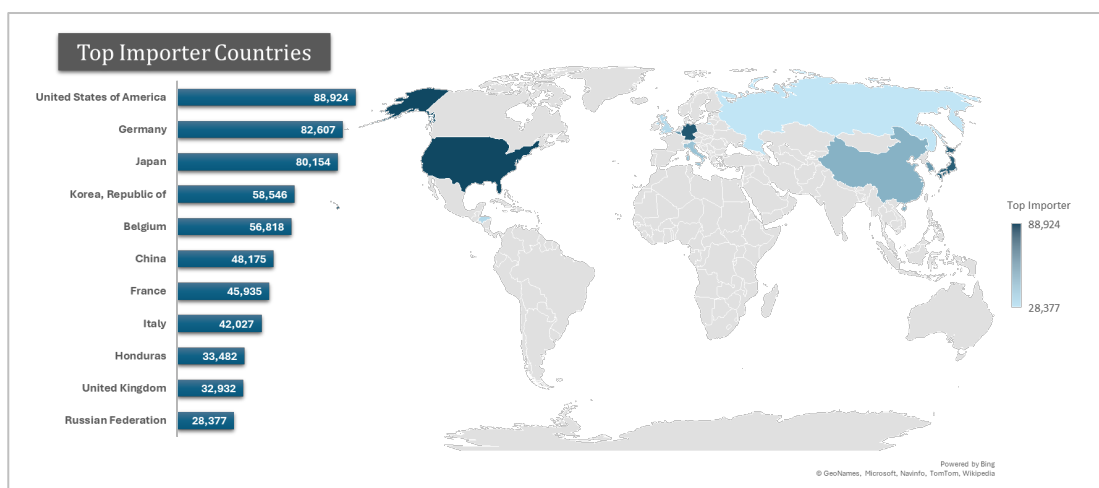 Top Importer Countries
United States of America 88,924
Germany 82,607
Japan 80,154
Korea, Republic of 58,546
Belgium 56,818
China 48,175
France 45,935
Italy 42,027
Honduras 33,482
United Kingdom 32,932
Russian Federation 28,377
Top Importer
88,924
28,377
Powered by Bing
© GeoNames, Microsoft, Navinfo, TomTom, Wikipedia